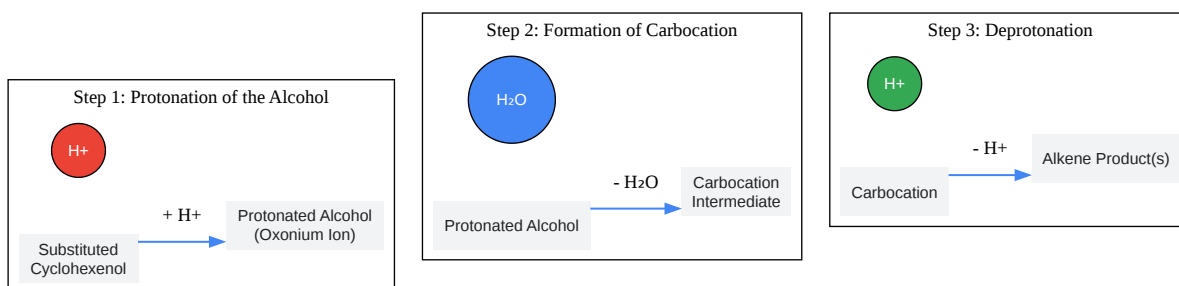 Step 1: Protonation of the Alcohol
H+
+ H+
Substituted
Cyclohexenol
Protonated Alcohol
(Oxonium Ion)
Step 2: Formation of Carbocation
H₂O
- H₂O
Protonated Alcohol
Carbocation
Intermediate
Step 3: Deprotonation
H+
- H+
Carbocation
Alkene Product(s)